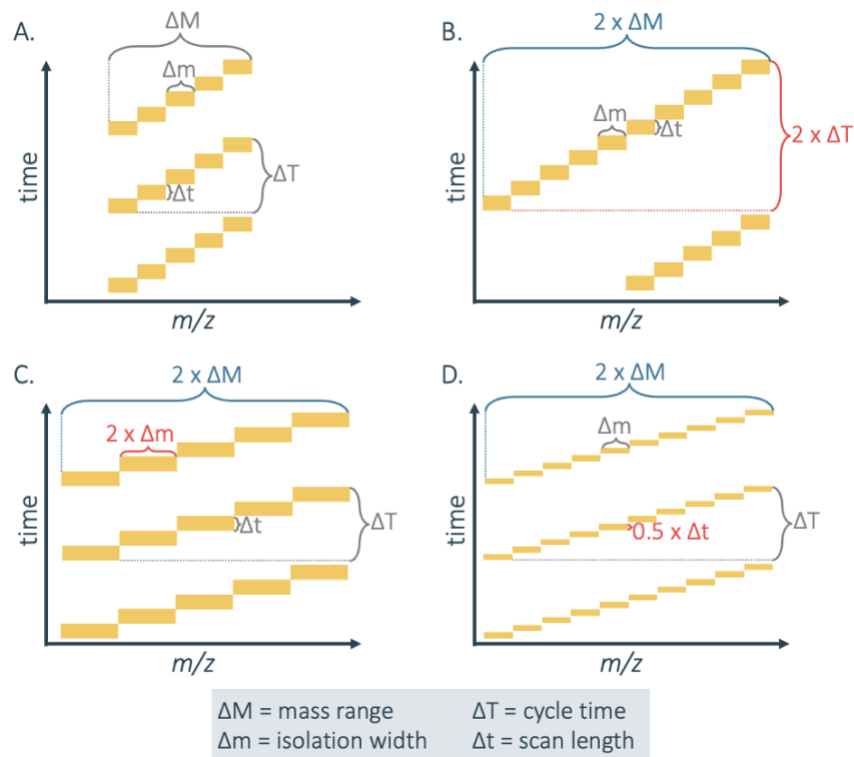 A.
ΔM
Δm
Δt
ΔT
time
m/z
B.
2 x ΔM
Δm
Δt
2 x ΔT
time
m/z
C.
2 x ΔM
2 x Δm
Δt
ΔT
time
m/z
D.
2 x ΔM
Δm
0.5 x Δt
ΔT
time
m/z
ΔM = mass range ΔT = cycle time
Δm = isolation width Δt = scan length